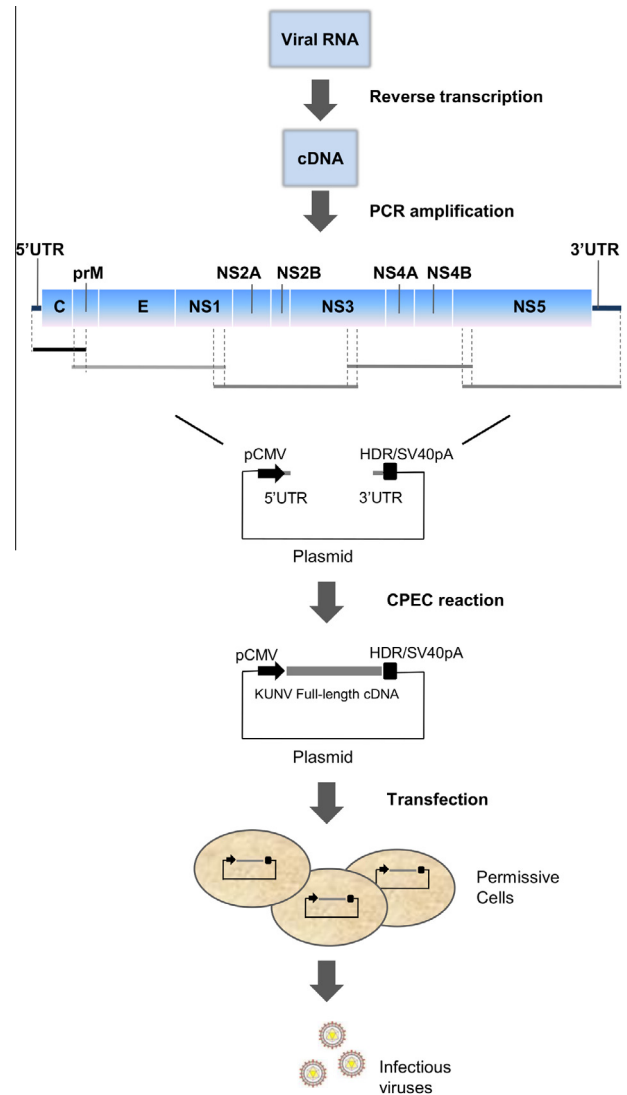 Viral RNA
Reverse transcription
cDNA
PCR amplification
5'UTR
3'UTR
prM
NS2A
NS2B
NS4A
NS4B
C
E
NS1
NS3
NS5
pCMV
HDR/SV40pA
5'UTR
3'UTR
Plasmid
CPEC reaction
pCMV
HDR/SV40pA
KUNV Full-length cDNA
Plasmid
Transfection
Permissive
Cells
Infectious
viruses